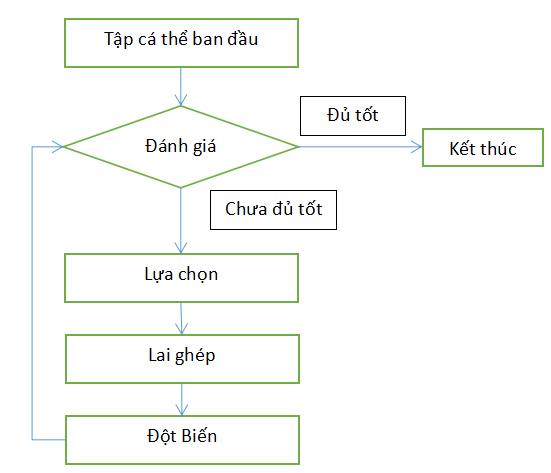 Tập cá thể ban đầu
Đủ tốt
Đánh giá
Kết thúc
Chưa đủ tốt
Lựa chọn
Lai ghép
Đột Biến